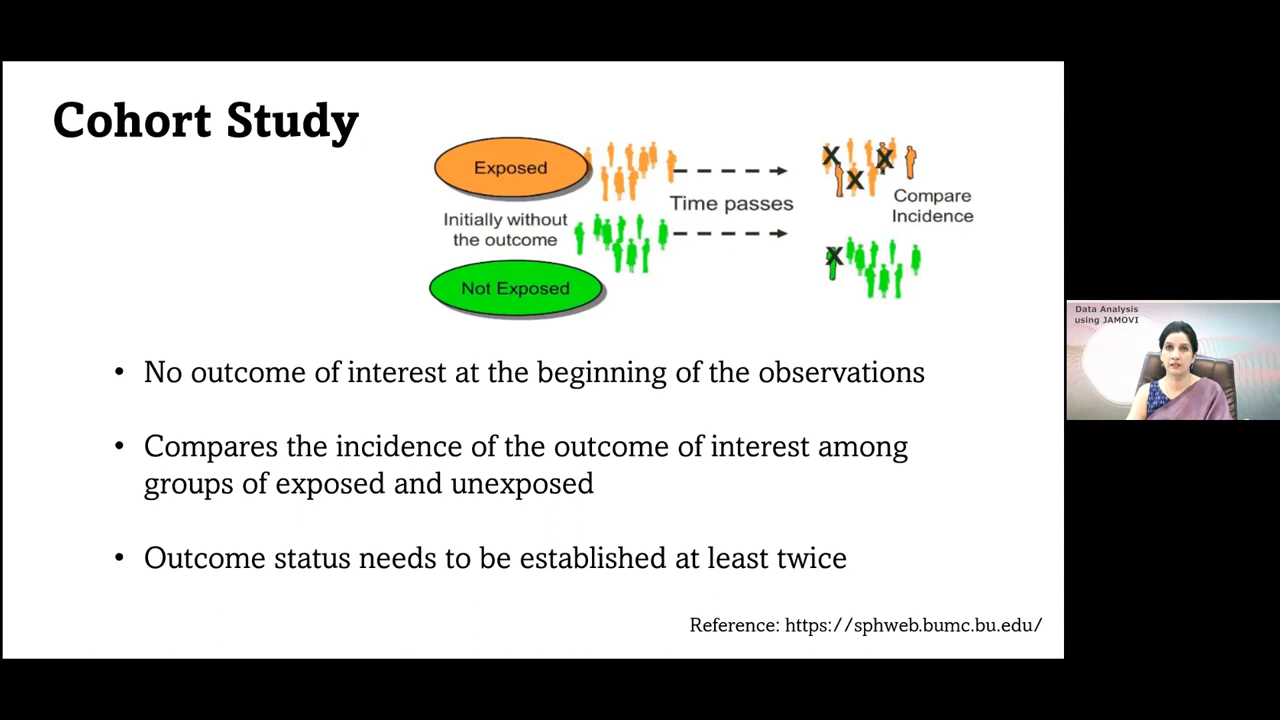 Cohort Study
Exposed
Initially without
the outcome
Not Exposed
Time passes
X X X
X
Compare
Incidence
• No outcome of interest at the beginning of the observations
• Compares the incidence of the outcome of interest among
groups of exposed and unexposed
• Outcome status needs to be established at least twice
Reference: https://sphweb.bumc.bu.edu/
Data Analysis
using JAMOVI